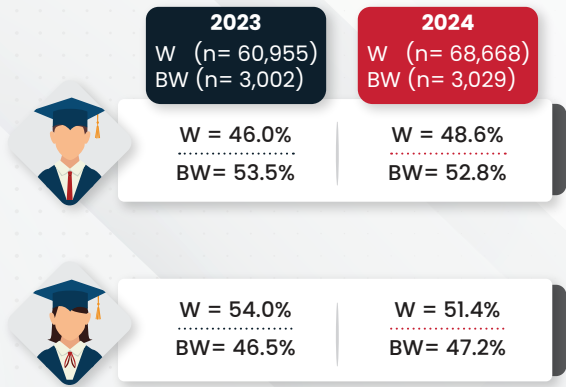 2023
W (n= 60,955)
BW (n= 3,002)
2024
W (n= 68,668)
BW (n= 3,029)
W = 46.0%
BW= 53.5%
W = 48.6%
BW= 52.8%
W = 54.0%
BW= 46.5%
W = 51.4%
BW= 47.2%